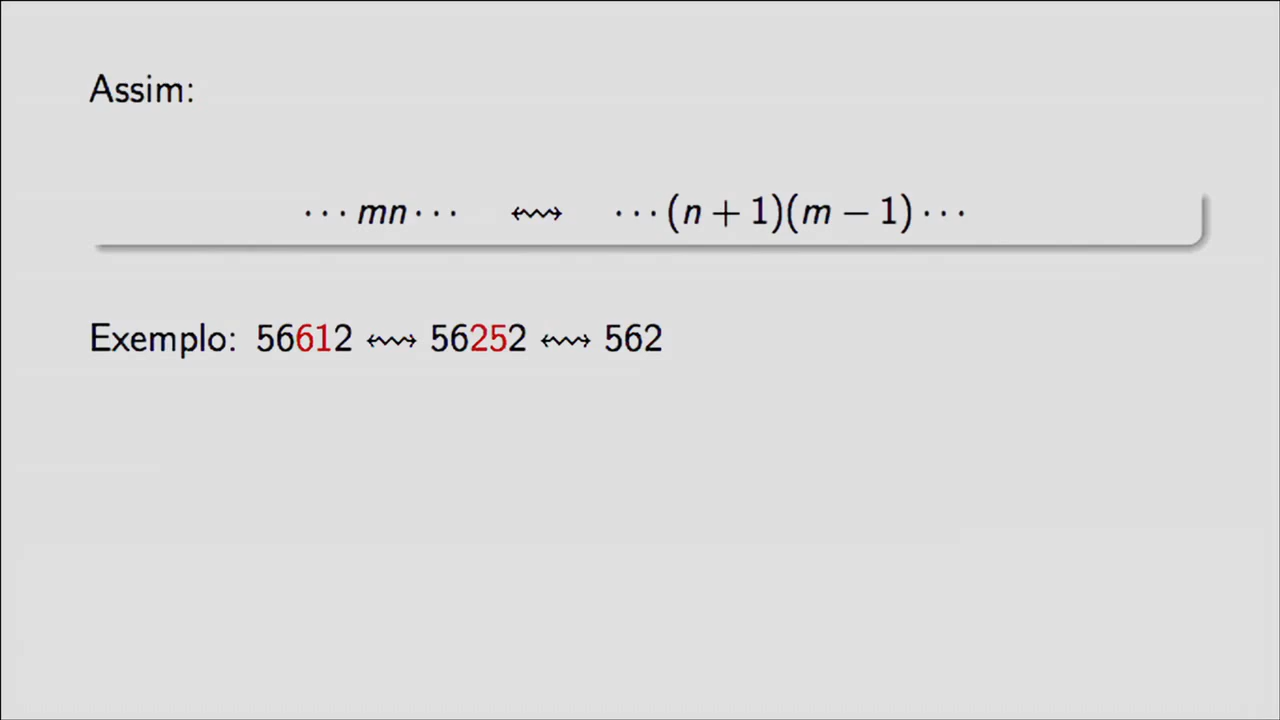 Assim:
· · · mn · · · ↭ · · · (n + 1)(m − 1) · · ·
Exemplo: 56612 ↭ 56252 ↭ 562